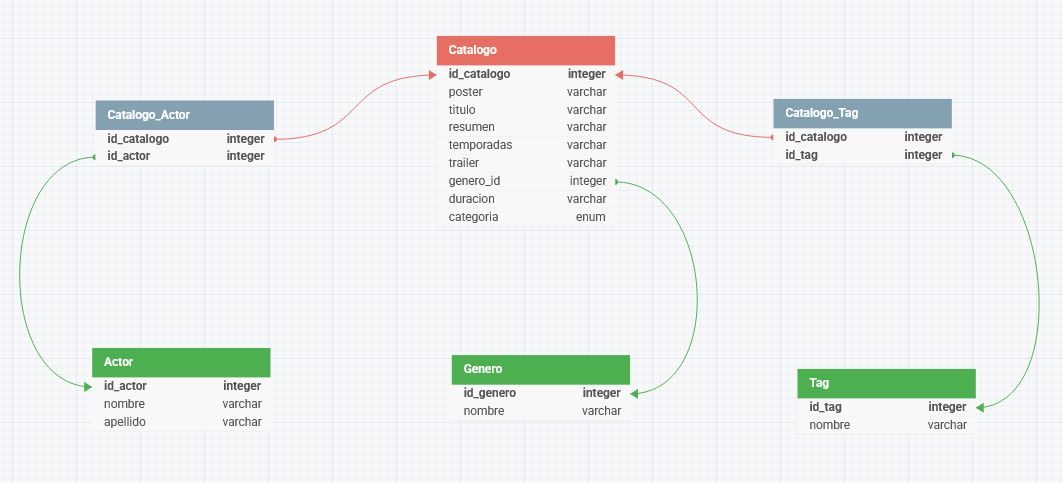 Catalogo
id_catalogo integer
poster varchar
titulo varchar
resumen varchar
temporadas varchar
trailer varchar
genero_id integer
duracion varchar
categoria enum
Catalogo_Actor
id_catalogo integer
id_actor integer
Catalogo_Tag
id_catalogo integer
id_tag integer
Actor
id_actor integer
nombre varchar
apellido varchar
Genero
id_genero integer
nombre varchar
Tag
id_tag integer
nombre varchar